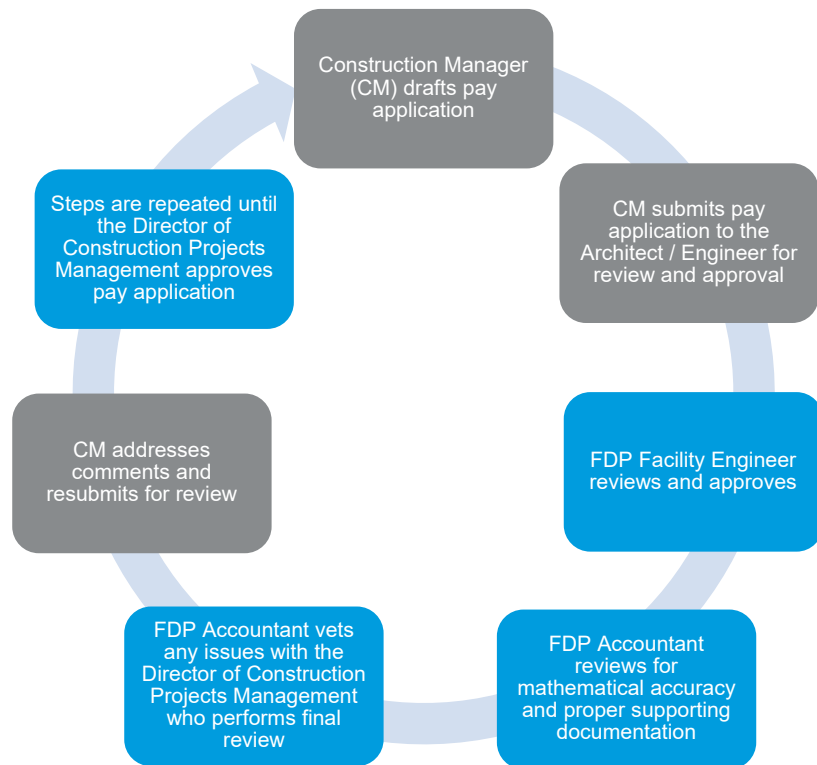 Construction Manager
(CM) drafts pay
application
CM submits pay
application to the
Architect / Engineer for
review and approval
FDP Facility Engineer
reviews and approves
FDP Accountant
reviews for
mathematical accuracy
and proper supporting
documentation
FDP Accountant vets
any issues with the
Director of Construction
Projects Management
who performs final
review
CM addresses
comments and
resubmits for review
Steps are repeated until
the Director of
Construction Projects
Management approves
pay application